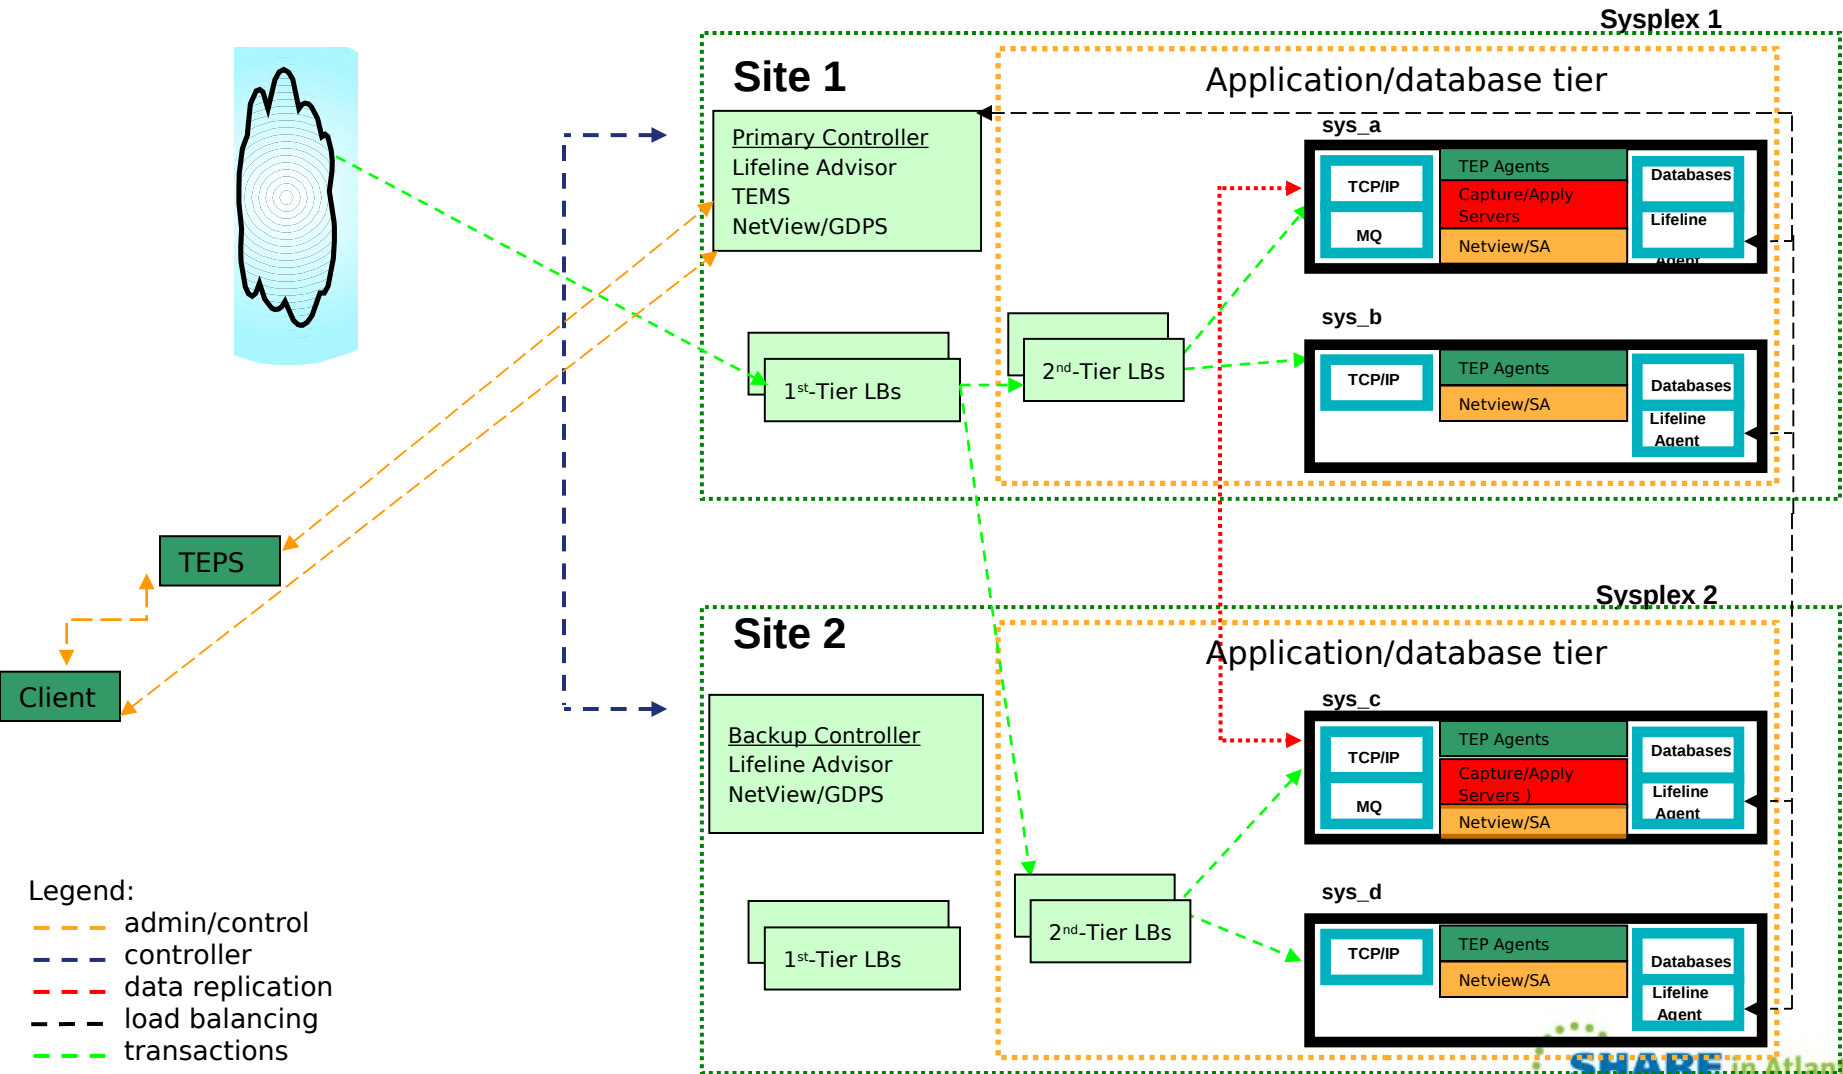 Sysplex 1
Site 1
Application/database tier
Primary Controller
Lifeline Advisor
TEMS
NetView/GDPS
sys_a
TCP/IP
MQ
TEP Agents
Capture/Apply
Servers
Netview/SA
Databases
Lifeline
Agent
1st-Tier LBs
2nd-Tier LBs
sys_b
TCP/IP
TEP Agents
Netview/SA
Databases
Lifeline
Agent
TEPS
Client
Sysplex 2
Site 2
Application/database tier
Backup Controller
Lifeline Advisor
NetView/GDPS
sys_c
TCP/IP
MQ
TEP Agents
Capture/Apply
Servers )
Netview/SA
Databases
Lifeline
Agent
1st-Tier LBs
2nd-Tier LBs
sys_d
TCP/IP
TEP Agents
Netview/SA
Databases
Lifeline
Agent
Legend:
admin/control
controller
data replication
load balancing
transactions
SHARE in Atlan